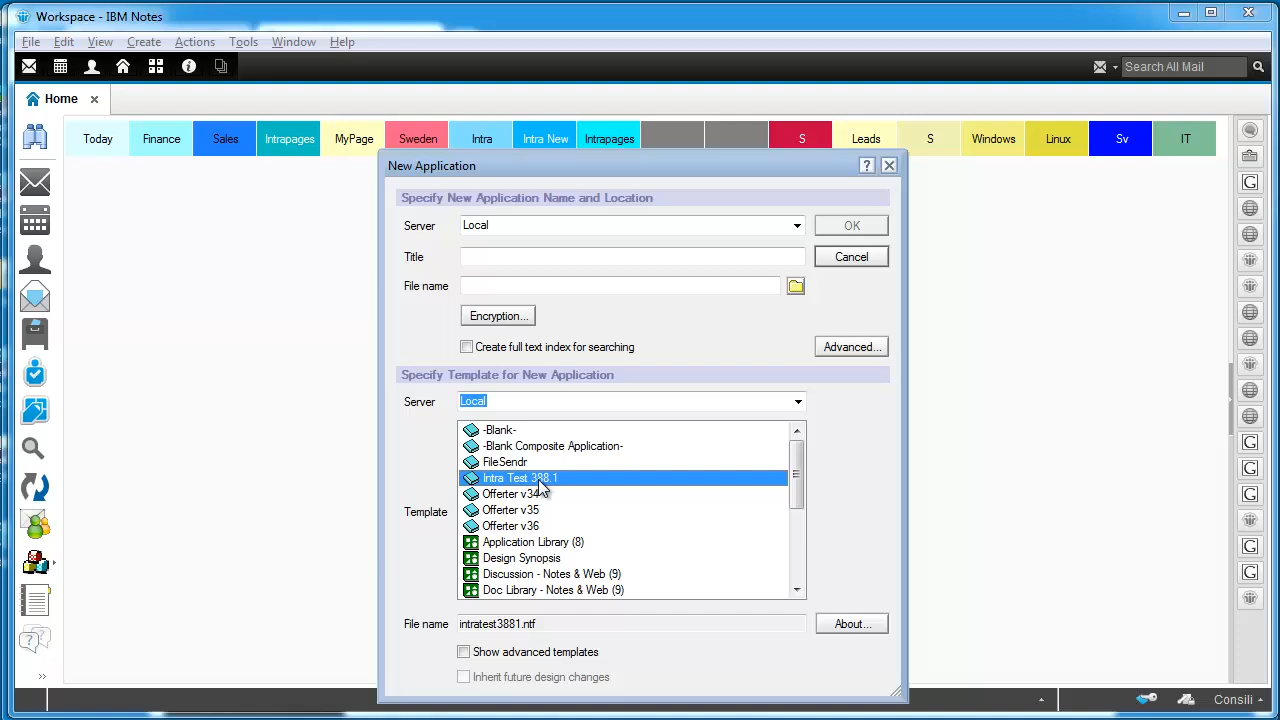 Workspace - IBM Notes
File Edit View Create Actions Tools Window Help
Search All Mail
Home
Today Finance Sales Intrapages MyPage Sweden Intra Intra New Intrapages S Leads S Windows Linux Sv IT
New Application
Specify New Application Name and Location
Server Local OK
Title Cancel
File name
Encryption...
Create full text index for searching Advanced...
Specify Template for New Application
Server Local
-Blank-
-Blank Composite Application-
FileSendr
Intra Test 388.1
Offerter v34
Offerter v35
Template
Offerter v36
Application Library (8)
Design Synopsis
Discussion - Notes & Web (9)
Doc Library - Notes & Web (9)
File name intratest3881.ntf About...
Show advanced templates
Inherit future design changes
Consili